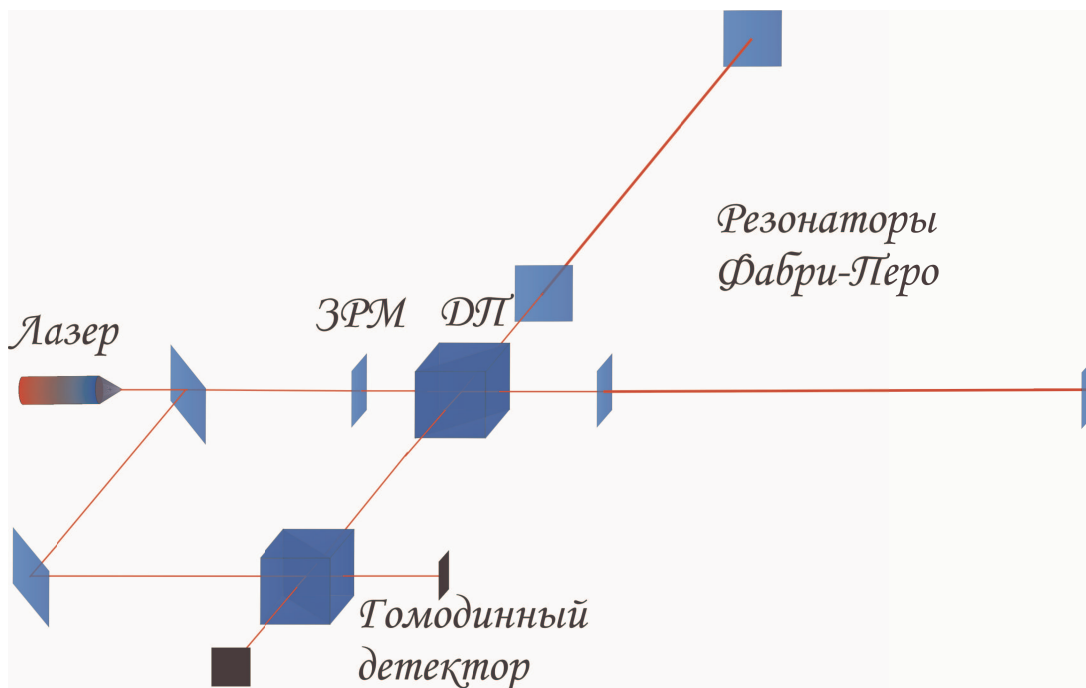 Резонаторы
Фабри-Перо
ЗРМ
ДП
Лазер
Гомодинный
детектор